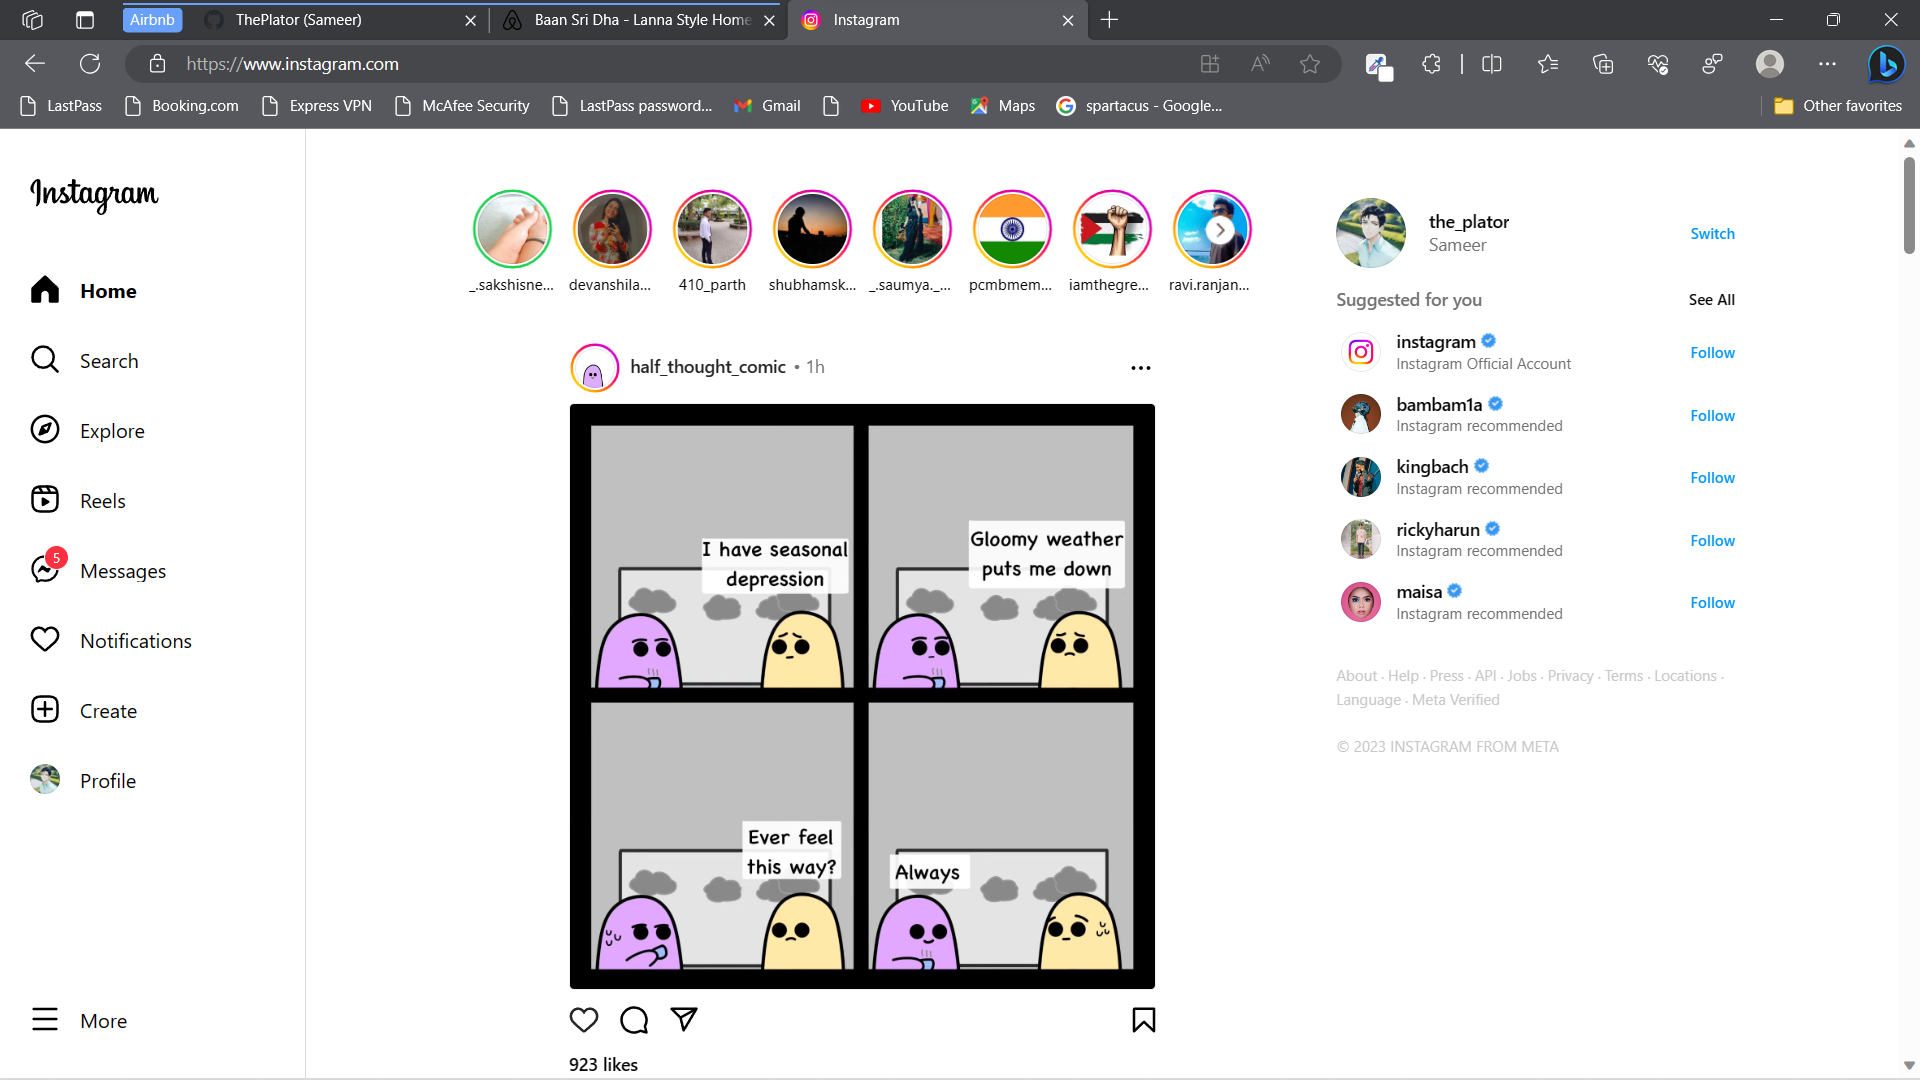 Airbnb
ThePlator (Sameer)
Baan Sri Dha - Lanna Style Home
Instagram
https://www.instagram.com
LastPass
Booking.com
Express VPN
McAfee Security
LastPass password...
Gmail
YouTube
Maps
spartacus - Google...
Other favorites
Instagram
Home
Search
Explore
Reels
5
Messages
Notifications
Create
Profile
More
_.sakshisne...
devanshila...
410_parth
shubhamsk...
_.saumya._...
pcmbmem...
iamthegre...
ravi.ranjan...
half_thought_comic • 1h
I have seasonal
depression
Gloomy weather
puts me down
Ever feel
this way?
Always
923 likes
the_plator
Sameer
Switch
Suggested for you
See All
instagram
Instagram Official Account
Follow
bambam1a
Instagram recommended
Follow
kingbach
Instagram recommended
Follow
rickyharun
Instagram recommended
Follow
maisa
Instagram recommended
Follow
About · Help · Press · API · Jobs · Privacy · Terms · Locations ·
Language · Meta Verified
© 2023 INSTAGRAM FROM META